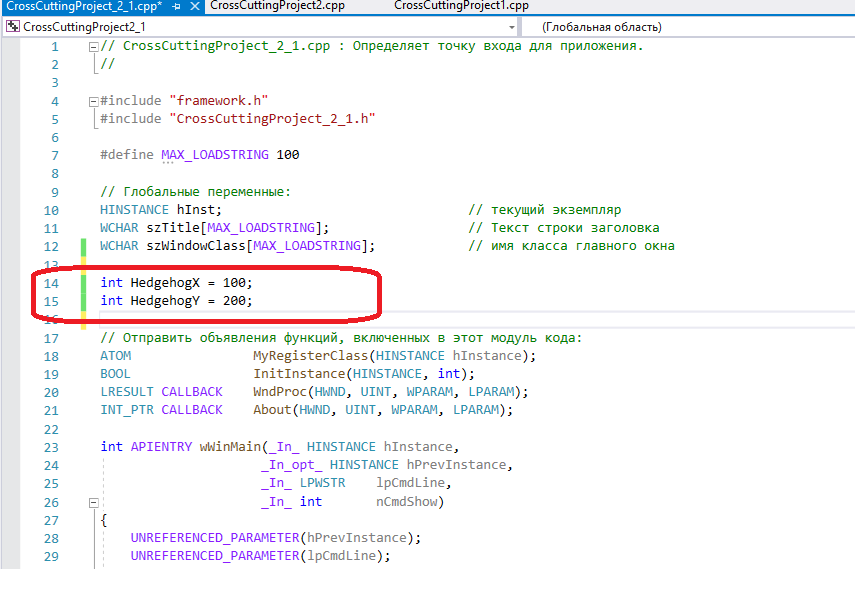 CrossCuttingProject_2_1.cpp* CrossCuttingProject2.cpp CrossCuttingProject1.cpp
CrossCuttingProject2_1 (Глобальная область)
1 // CrossCuttingProject_2_1.cpp : Определяет точку входа для приложения.
2 //
3
4 #include "framework.h"
5 #include "CrossCuttingProject_2_1.h"
6
7 #define MAX_LOADSTRING 100
8
9 // Глобальные переменные:
10 HINSTANCE hInst; // текущий экземпляр
11 WCHAR szTitle[MAX_LOADSTRING]; // Текст строки заголовка
12 WCHAR szWindowClass[MAX_LOADSTRING]; // имя класса главного окна
13
14 int HedgehogX = 100;
15 int HedgehogY = 200;
16
17 // Отправить объявления функций, включенных в этот модуль кода:
18 ATOM MyRegisterClass(HINSTANCE hInstance);
19 BOOL InitInstance(HINSTANCE, int);
20 LRESULT CALLBACK WndProc(HWND, UINT, WPARAM, LPARAM);
21 INT_PTR CALLBACK About(HWND, UINT, WPARAM, LPARAM);
22
23 int APIENTRY wWinMain(_In_ HINSTANCE hInstance,
24 _In_opt_ HINSTANCE hPrevInstance,
25 _In_ LPWSTR lpCmdLine,
26 _In_ int nCmdShow)
27 {
28 UNREFERENCED_PARAMETER(hPrevInstance);
29 UNREFERENCED_PARAMETER(lpCmdLine);